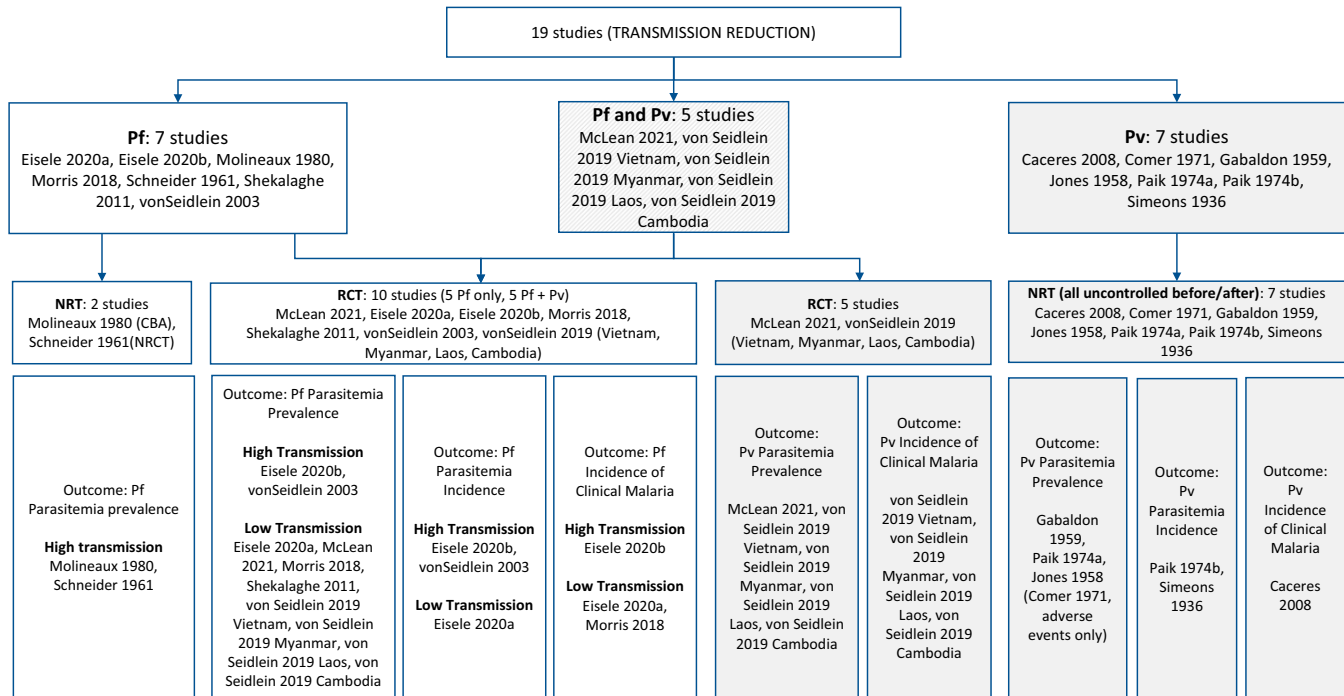 19 studies (TRANSMISSION REDUCTION)
Pf: 7 studies
Eisele 2020a, Eisele 2020b, Molineaux 1980,
Morris 2018, Schneider 1961, Shekalaghe
2011, vonSeidlein 2003
Pf and Pv: 5 studies
McLean 2021, von Seidlein
2019 Vietnam, von Seidlein
2019 Myanmar, von Seidlein
2019 Laos, von Seidlein 2019
Cambodia
Pv: 7 studies
Caceres 2008, Comer 1971, Gabaldon 1959,
Jones 1958, Paik 1974a, Paik 1974b,
Simeons 1936
NRT: 2 studies
Molineaux 1980 (CBA),
Schneider 1961(NRCT)
RCT: 10 studies (5 Pf only, 5 Pf + Pv)
McLean 2021, Eisele 2020a, Eisele 2020b, Morris 2018,
Shekalaghe 2011, vonSeidlein 2003, vonSeidlein 2019 (Vietnam,
Myanmar, Laos, Cambodia)
RCT: 5 studies
McLean 2021, vonSeidlein 2019
(Vietnam, Myanmar, Laos, Cambodia)
NRT (all uncontrolled before/after): 7 studies
Caceres 2008, Comer 1971, Gabaldon 1959,
Jones 1958, Paik 1974a, Paik 1974b, Simeons
1936
Outcome: Pf
Parasitemia prevalence
High transmission
Molineaux 1980,
Schneider 1961
Outcome: Pf Parasitemia
Prevalence
High Transmission
Eisele 2020b,
vonSeidlein 2003
Low Transmission
Eisele 2020a, McLean
2021, Morris 2018,
Shekalaghe 2011,
von Seidlein 2019
Vietnam, von Seidlein
2019 Myanmar, von
Seidlein 2019 Laos, von
Seidlein 2019 Cambodia
Outcome: Pf
Parasitemia
Incidence
High Transmission
Eisele 2020b,
vonSeidlein 2003
Low Transmission
Eisele 2020a
Outcome: Pf
Incidence of
Clinical Malaria
High Transmission
Eisele 2020b
Low Transmission
Eisele 2020a,
Morris 2018
Outcome:
Pv Parasitemia
Prevalence
McLean 2021, von
Seidlein 2019
Vietnam, von
Seidlein 2019
Myanmar, von
Seidlein 2019
Laos, von Seidlein
2019 Cambodia
Outcome:
Pv Incidence of
Clinical Malaria
von Seidlein
2019 Vietnam,
von Seidlein
2019
Myanmar, von
Seidlein 2019
Laos, von
Seidlein 2019
Cambodia
Outcome:
Pv Parasitemia
Prevalence
Gabaldon
1959,
Paik 1974a,
Jones 1958
(Comer 1971,
adverse
events only)
Outcome:
Pv
Parasitemia
Incidence
Paik 1974b,
Simeons
1936
Outcome:
Pv
Incidence
of Clinical
Malaria
Caceres
2008